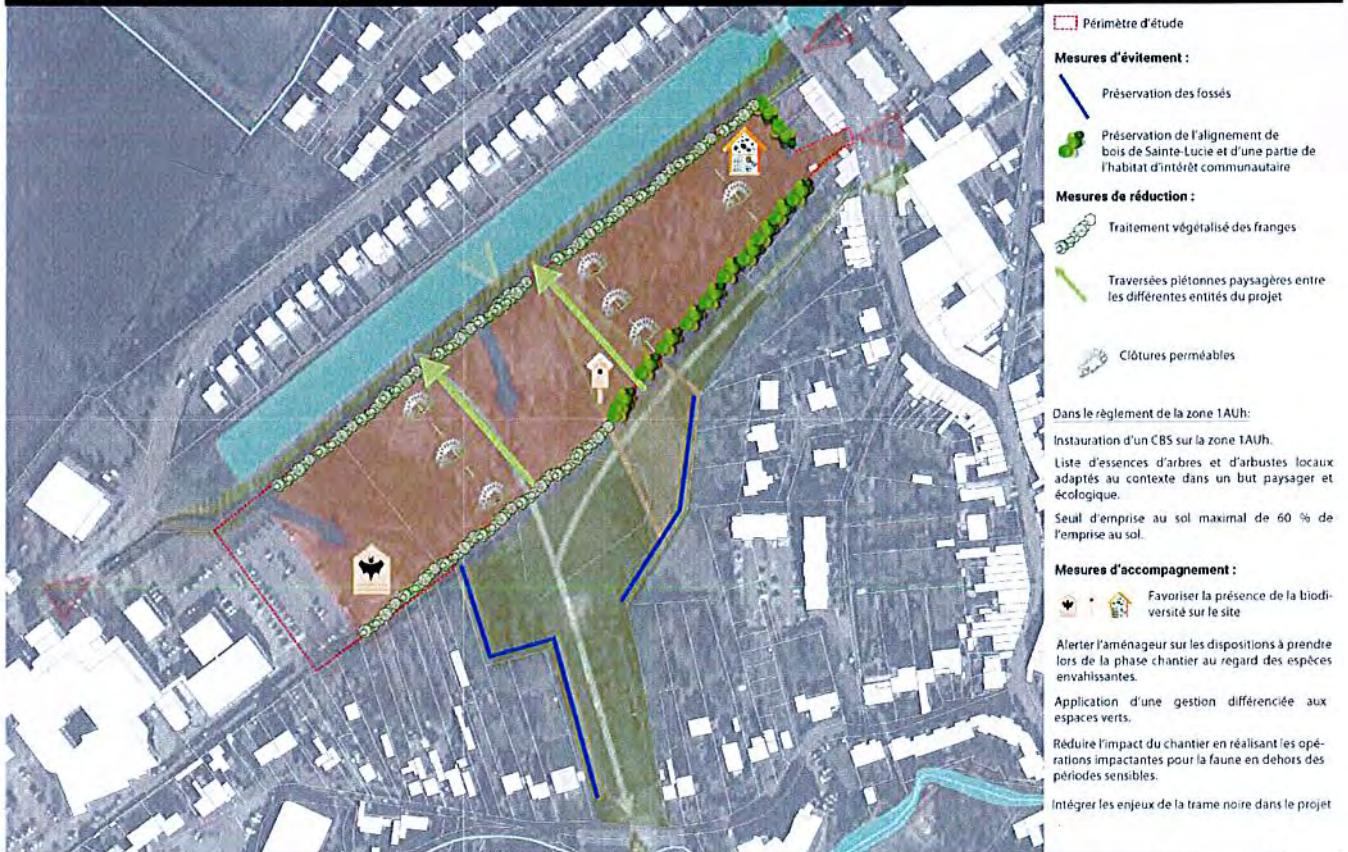 Périmètre d'étude
Mesures d'évitement :
Préservation des fossés
Préservation de l'alignement de
bois de Sainte-Lucie et d'une partie de
l'habitat d'intérêt communautaire
Mesures de réduction :
Traitement végétalisé des franges
Traversées piétonnes paysagères entre
les différentes entités du projet
Clôtures perméables
Dans le règlement de la zone 1AUh:
Instauration d'un CBS sur la zone 1AUh.
Liste d'essences d'arbres et d'arbustes locaux
adaptés au contexte dans un but paysager et
écologique.
Seuil d'emprise au sol maximal de 60 % de
l'emprise au sol.
Mesures d'accompagnement :
Favoriser la présence de la biodi-
versité sur le site
Alerter l'aménageur sur les dispositions à prendre
lors de la phase chantier au regard des espèces
envahissantes.
Application d'une gestion différenciée aux
espaces verts.
Réduire l'impact du chantier en réalisant les opé-
rations impactantes pour la faune en dehors des
périodes sensibles.
Intégrer les enjeux de la trame noire dans le projet